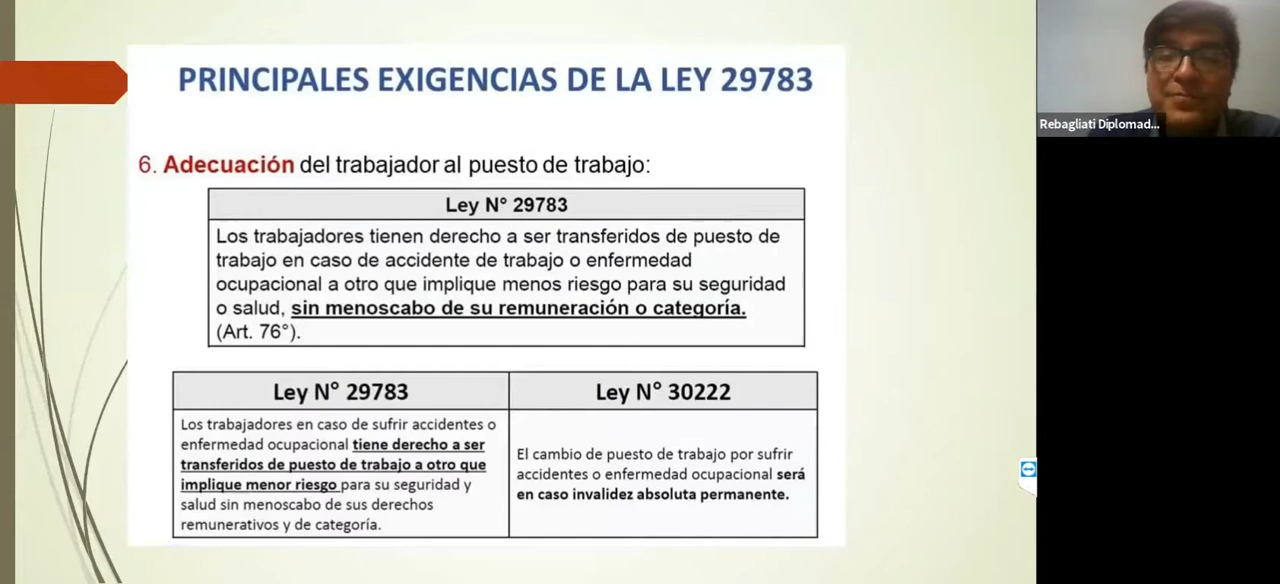 PRINCIPALES EXIGENCIAS DE LA LEY 29783
6. Adecuación del trabajador al puesto de trabajo:
Ley N° 29783
Los trabajadores tienen derecho a ser transferidos de puesto de
trabajo en caso de accidente de trabajo o enfermedad
ocupacional a otro que implique menos riesgo para su seguridad
o salud, sin menoscabo de su remuneración o categoría.
(Art. 76°).
Ley N° 29783
Los trabajadores en caso de sufrir accidentes o
enfermedad ocupacional tiene derecho a ser
transferidos de puesto de trabajo a otro que
implique menor riesgo para su seguridad y
salud sin menoscabo de sus derechos
remunerativos y de categoría.
Ley N° 30222
El cambio de puesto de trabajo por sufrir
accidentes o enfermedad ocupacional será
en caso invalidez absoluta permanente.
Rebagliati Diplomad...